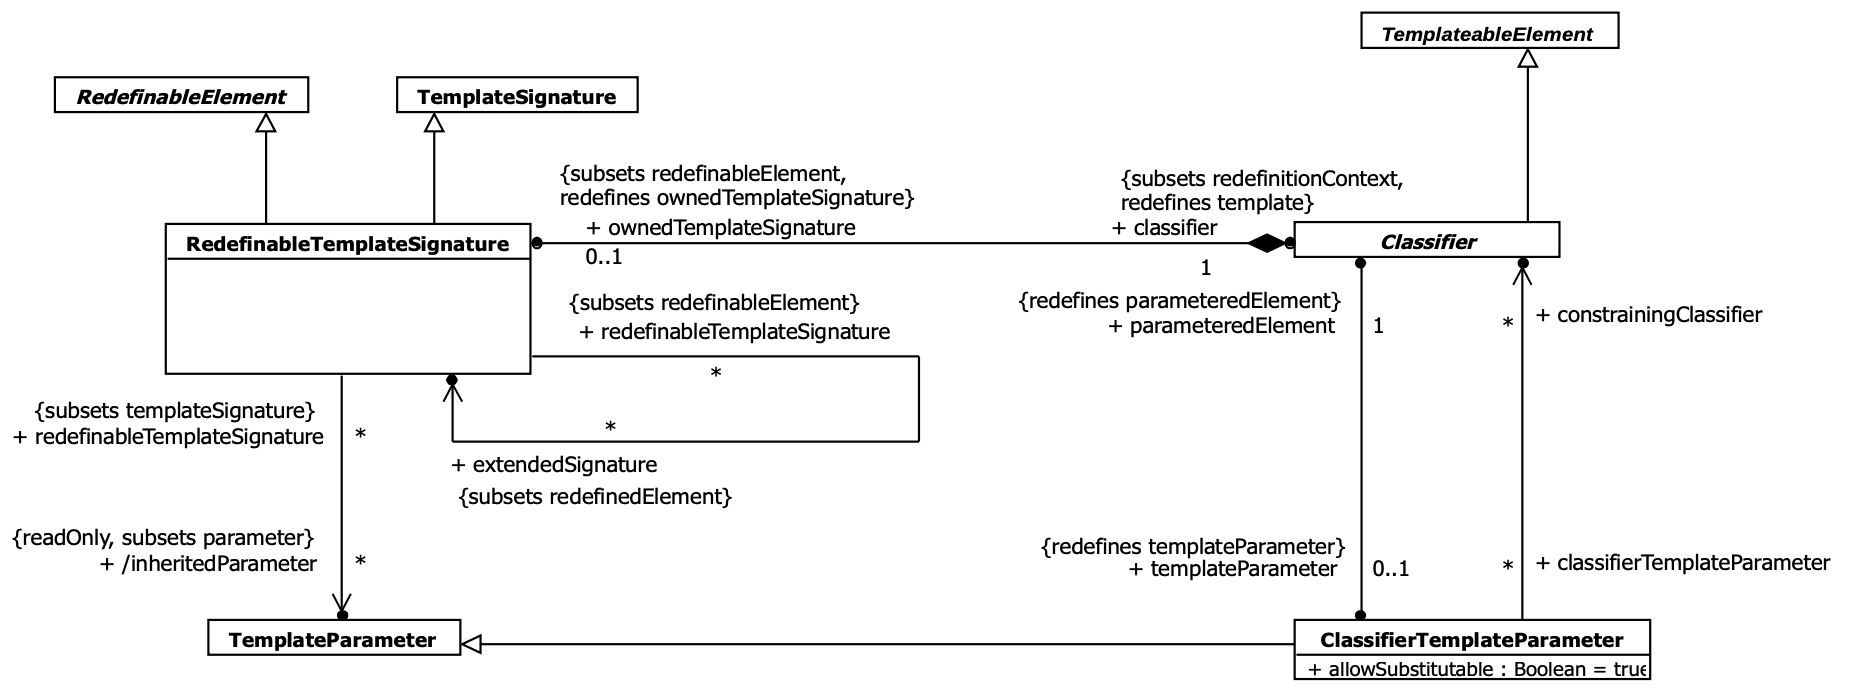 TemplateableElement
RedefinableElement
TemplateSignature
{subsets redefinableElement,
redefines ownedTemplateSignature}
+ ownedTemplateSignature
0..1
{subsets redefinitionContext,
redefines template}
+ classifier
1
RedefinableTemplateSignature
Classifier
{subsets redefinableElement}
+ redefinableTemplateSignature
*
*
+ extendedSignature
{subsets redefinedElement}
{redefines parameteredElement}
+ parameteredElement
1
*
+ constrainingClassifier
{subsets templateSignature}
+ redefinableTemplateSignature
*
{readOnly, subsets parameter}
+ /inheritedParameter
*
{redefines templateParameter}
+ templateParameter
0..1
*
+ classifierTemplateParameter
TemplateParameter
ClassifierTemplateParameter
+ allowSubstitutable : Boolean = true